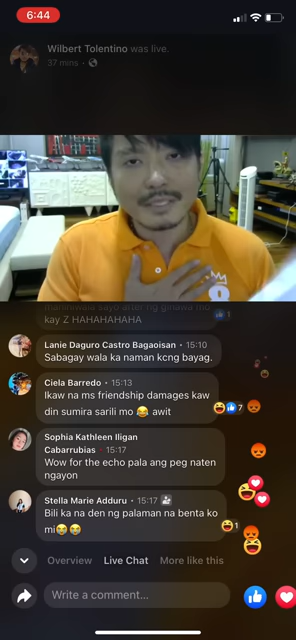 6:44
Wilbert Tolentino was live.
37 mins ·
kay Z HAHAHAHAHA
1
Lanie Daguro Castro Bagaoisan · 15:10
Sabagay wala ka naman kcng bayag.
Ciela Barredo · 15:13
Ikaw na ms friendship damages kaw
din sumira sarili mo 😂 awit
7
Sophia Kathleen Iligan
Cabarrubias · 15:17
Wow for the echo pala ang peg naten
ngayon
Stella Marie Adduru · 15:17
Bili ka na den ng palaman na benta ko
mi😭😭
1
Overview Live Chat More like this
Write a comment...